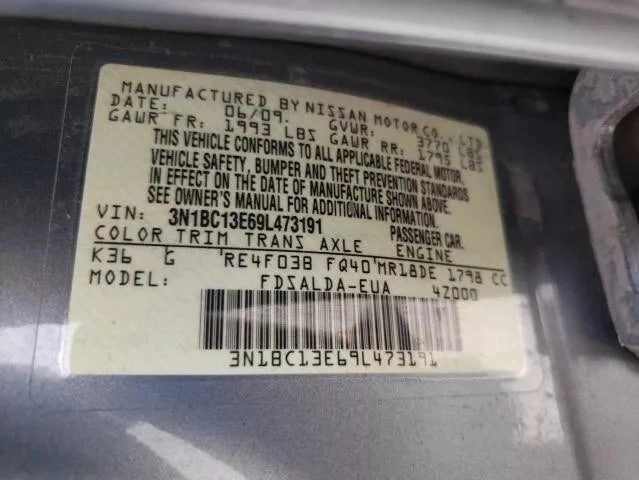 MANUFACTURED BY NISSAN MOTOR CO., LTD.
DATE: 06/09. GVWR: 3770 LBS
GAWR FR: 1993 LBS GAWR RR: 1795 LBS
THIS VEHICLE CONFORMS TO ALL APPLICABLE FEDERAL MOTOR
VEHICLE SAFETY, BUMPER AND THEFT PREVENTION STANDARDS
IN EFFECT ON THE DATE OF MANUFACTURE SHOWN ABOVE.
SEE OWNER'S MANUAL FOR ADDITIONAL INFORMATION.
VIN: 3N1BC13E69L473191 PASSENGER CAR.
COLOR TRIM TRANS AXLE ENGINE
K36 G RE4F03B FQ40 MR18DE 1798 CC
MODEL: FDSALDA-EUA 4Z000
3N1BC13E69L473191